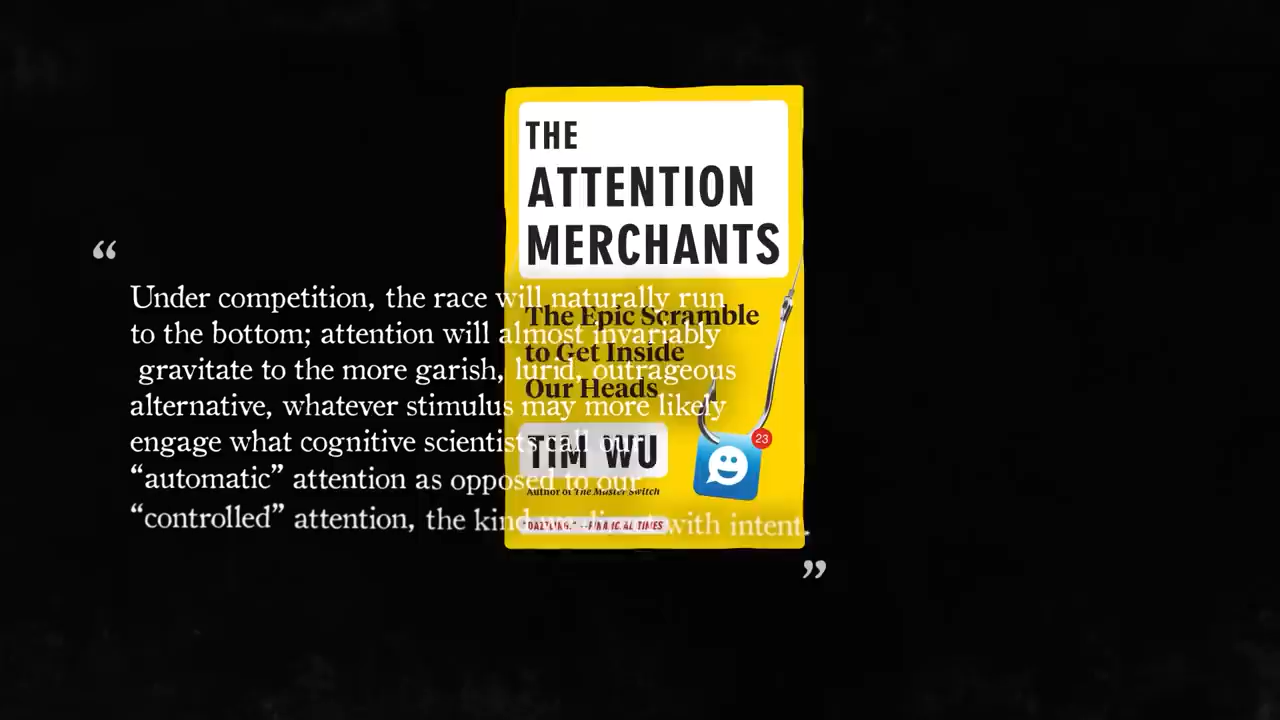 THE
ATTENTION
MERCHANTS
The Epic Scramble
to Get Inside
Our Heads
TIM WU
Author of The Master Switch
"DAZZLING." —FINANCIAL TIMES
23
“
Under competition, the race will naturally run
to the bottom; attention will almost invariably
gravitate to the more garish, lurid, outrageous
alternative, whatever stimulus may more likely
engage what cognitive scientists call our
“automatic” attention as opposed to our
“controlled” attention, the kind we direct with intent.
”